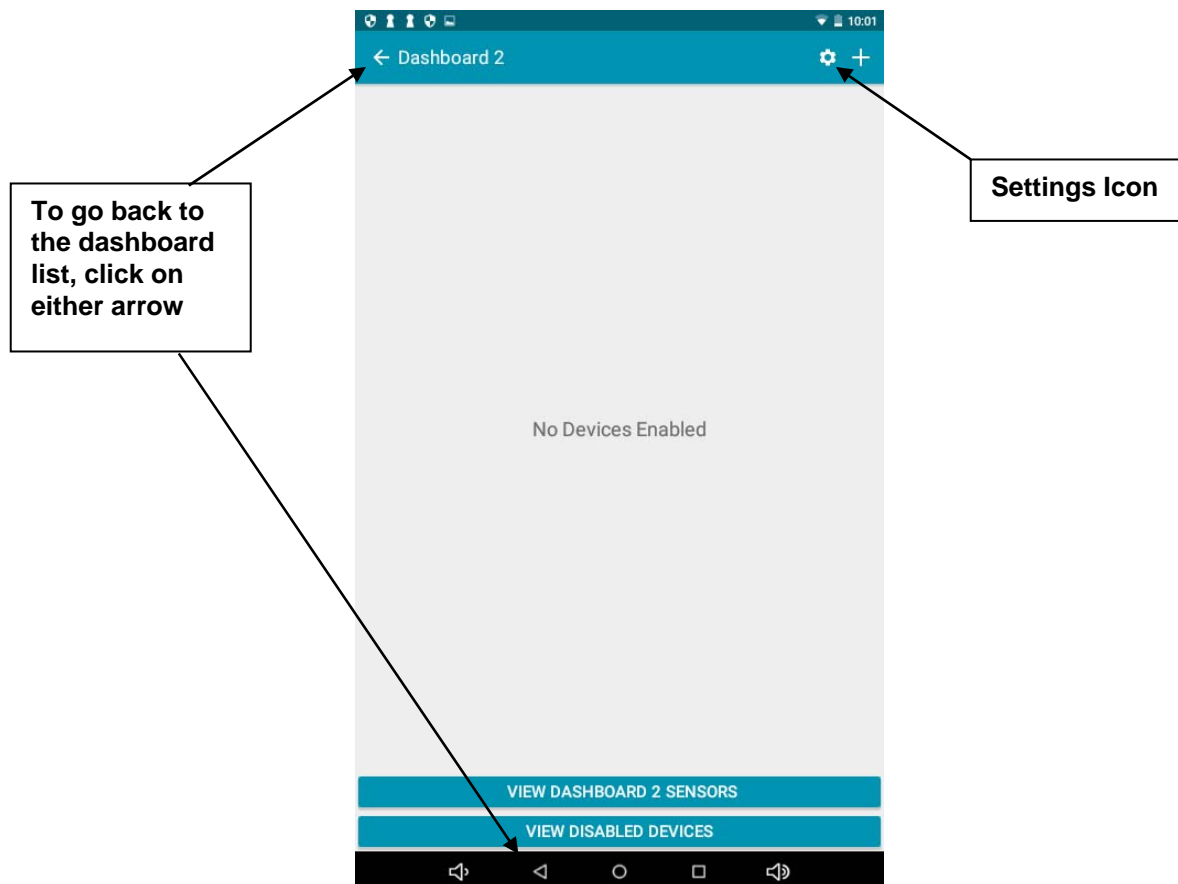 10:01
Dashboard 2
To go back to
the dashboard
list, click on
either arrow
Settings Icon
No Devices Enabled
VIEW DASHBOARD 2 SENSORS
VIEW DISABLED DEVICES